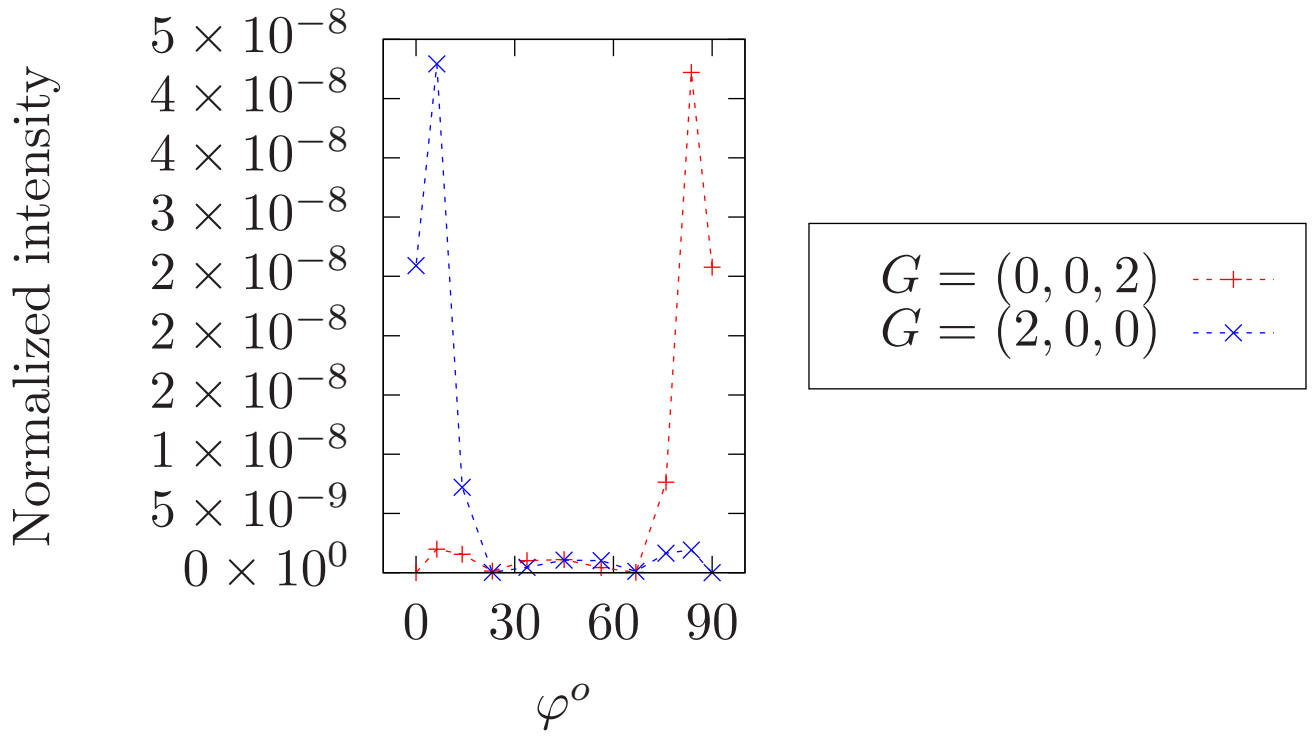 Normalized intensity
5 × 10⁻⁸
4 × 10⁻⁸
4 × 10⁻⁸
3 × 10⁻⁸
2 × 10⁻⁸
2 × 10⁻⁸
2 × 10⁻⁸
1 × 10⁻⁸
5 × 10⁻⁹
0 × 10⁰
0 30 60 90
φᵒ
G = (0, 0, 2)
G = (2, 0, 0)